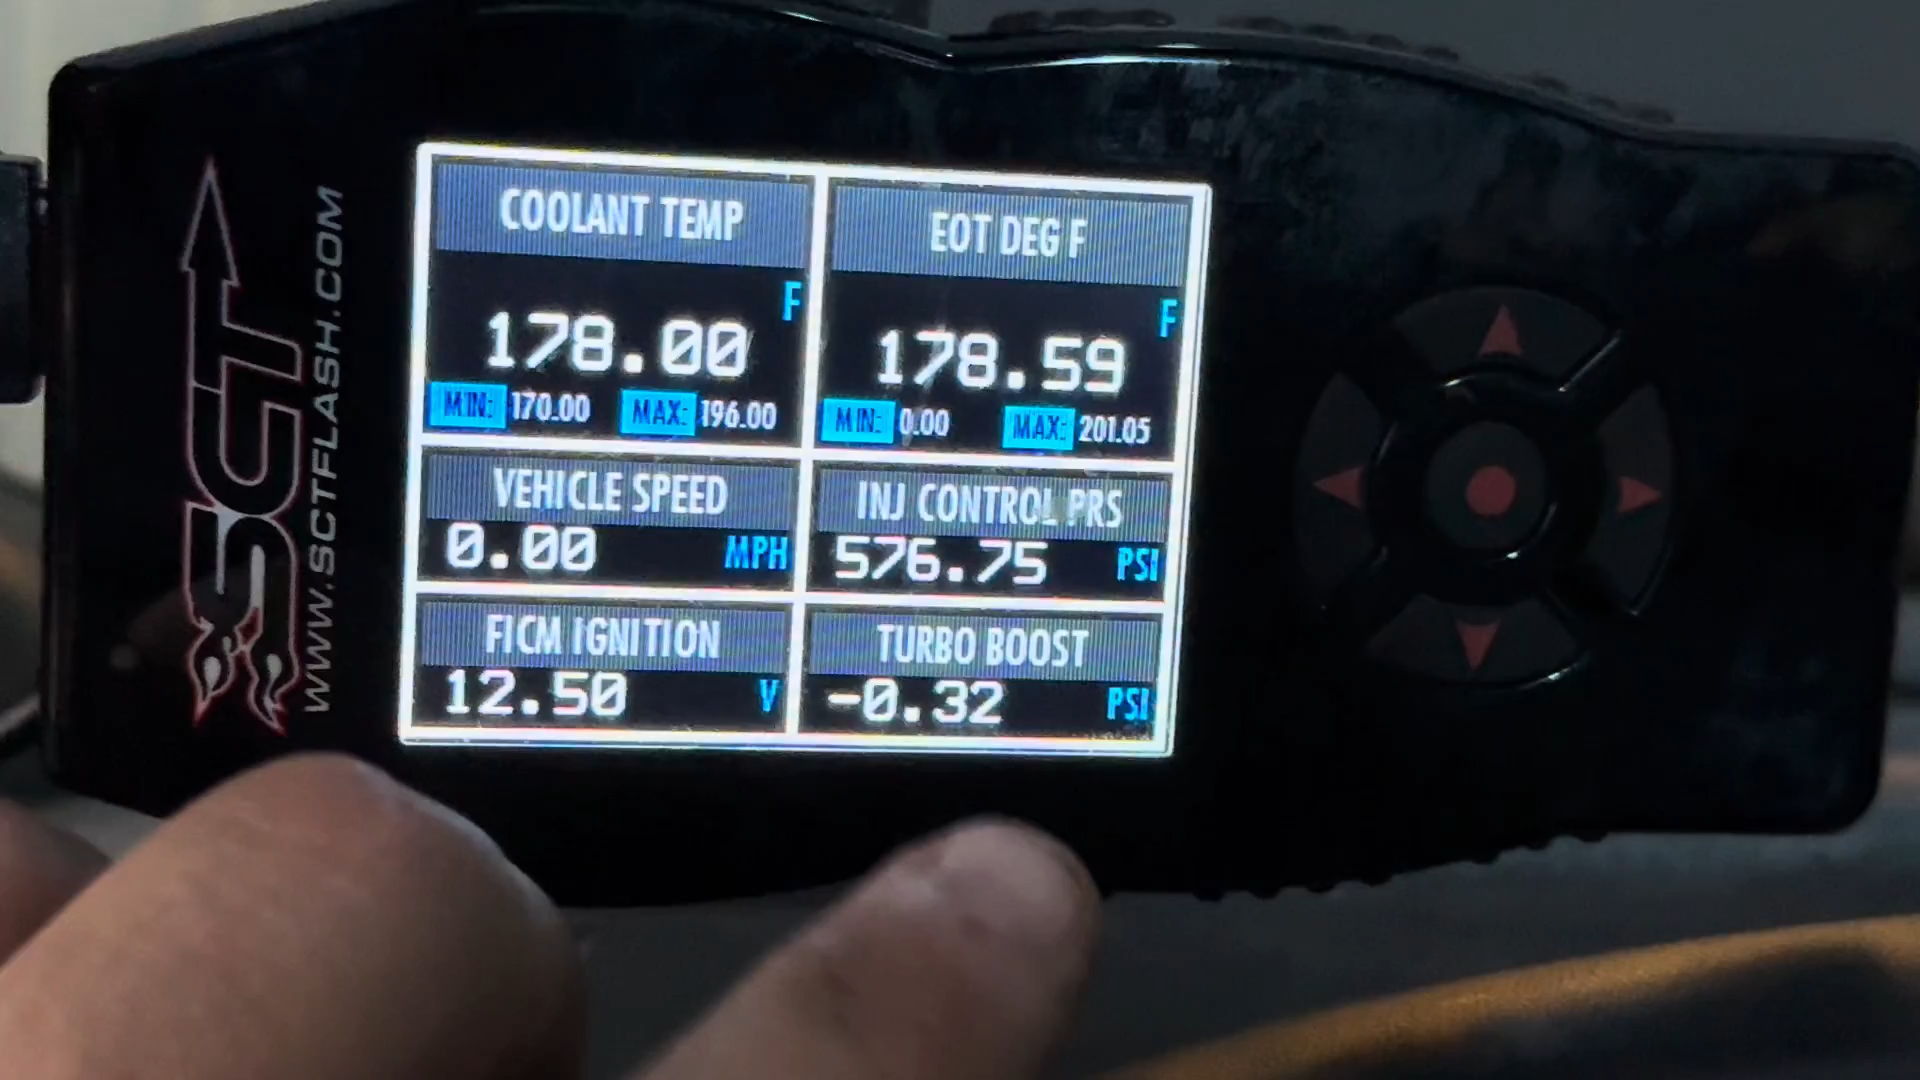 SCT
WWW.SCTFLASH.COM
COOLANT TEMP
F
178.00
MIN: 170.00 MAX: 196.00
EOT DEG F
F
178.59
MIN: 0.00 MAX: 201.05
VEHICLE SPEED
0.00 MPH
INJ CONTROL PRS
576.75 PSI
FICM IGNITION
12.50 V
TURBO BOOST
-0.32 PSI